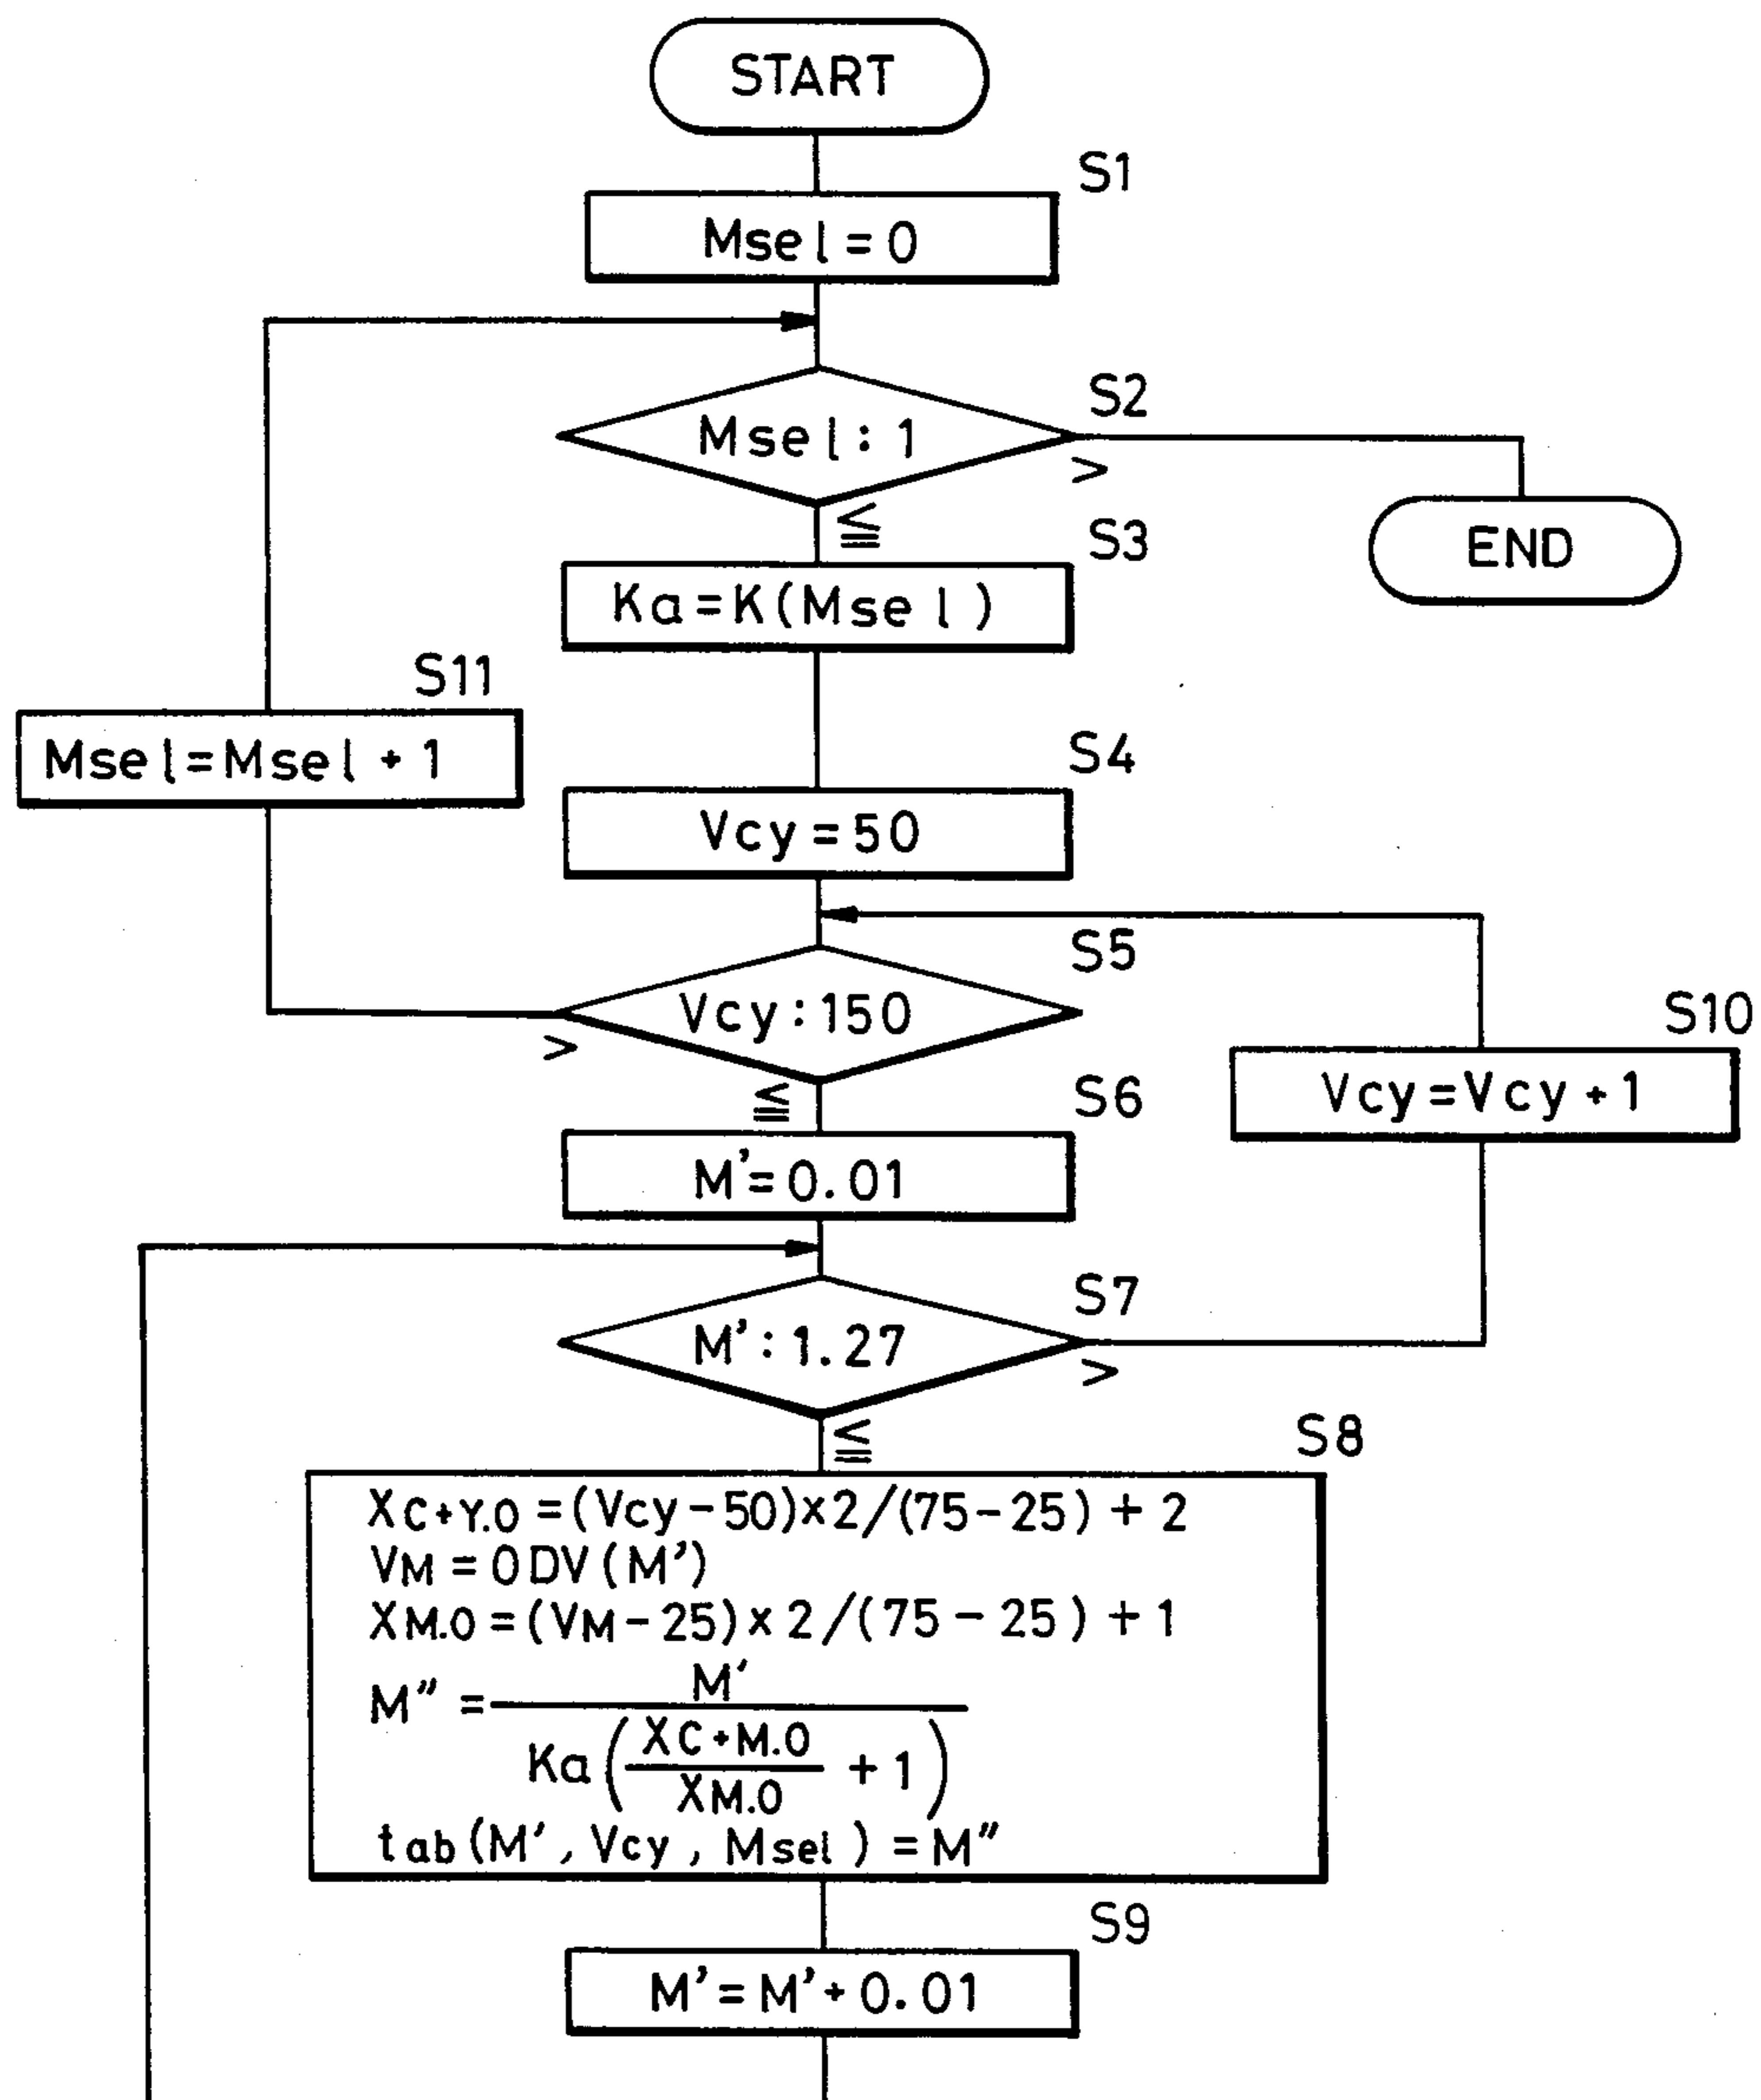 START
S1
Msel=0
S2
Msel:1
>
≦
END
S3
Ka=K(Msel)
S11
Msel=Msel+1
S4
Vcy=50
S5
Vcy:150
>
≦
S10
Vcy=Vcy+1
S6
M'=0.01
S7
M':1.27
>
≦
S8
XC+Y.0=(Vcy-50)×2/(75-25)+2
VM=0DV(M')
XM.0=(VM-25)×2/(75-25)+1
M"=M'/Ka(XC+M.0/XM.0+1)
tab(M',Vcy,Msel)=M"
S9
M'=M'+0.01